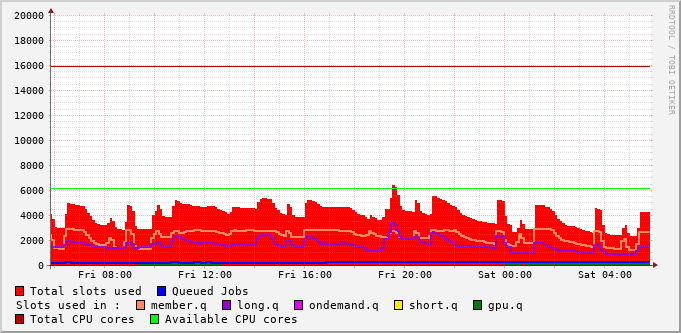 20000
18000
16000
14000
12000
10000
8000
6000
4000
2000
0
Fri 08:00 Fri 12:00 Fri 16:00 Fri 20:00 Sat 00:00 Sat 04:00
RRDTOOL / TOBI OETIKER
Total slots used Queued Jobs
Slots used in : member.q long.q ondemand.q short.q gpu.q
Total CPU cores Available CPU cores